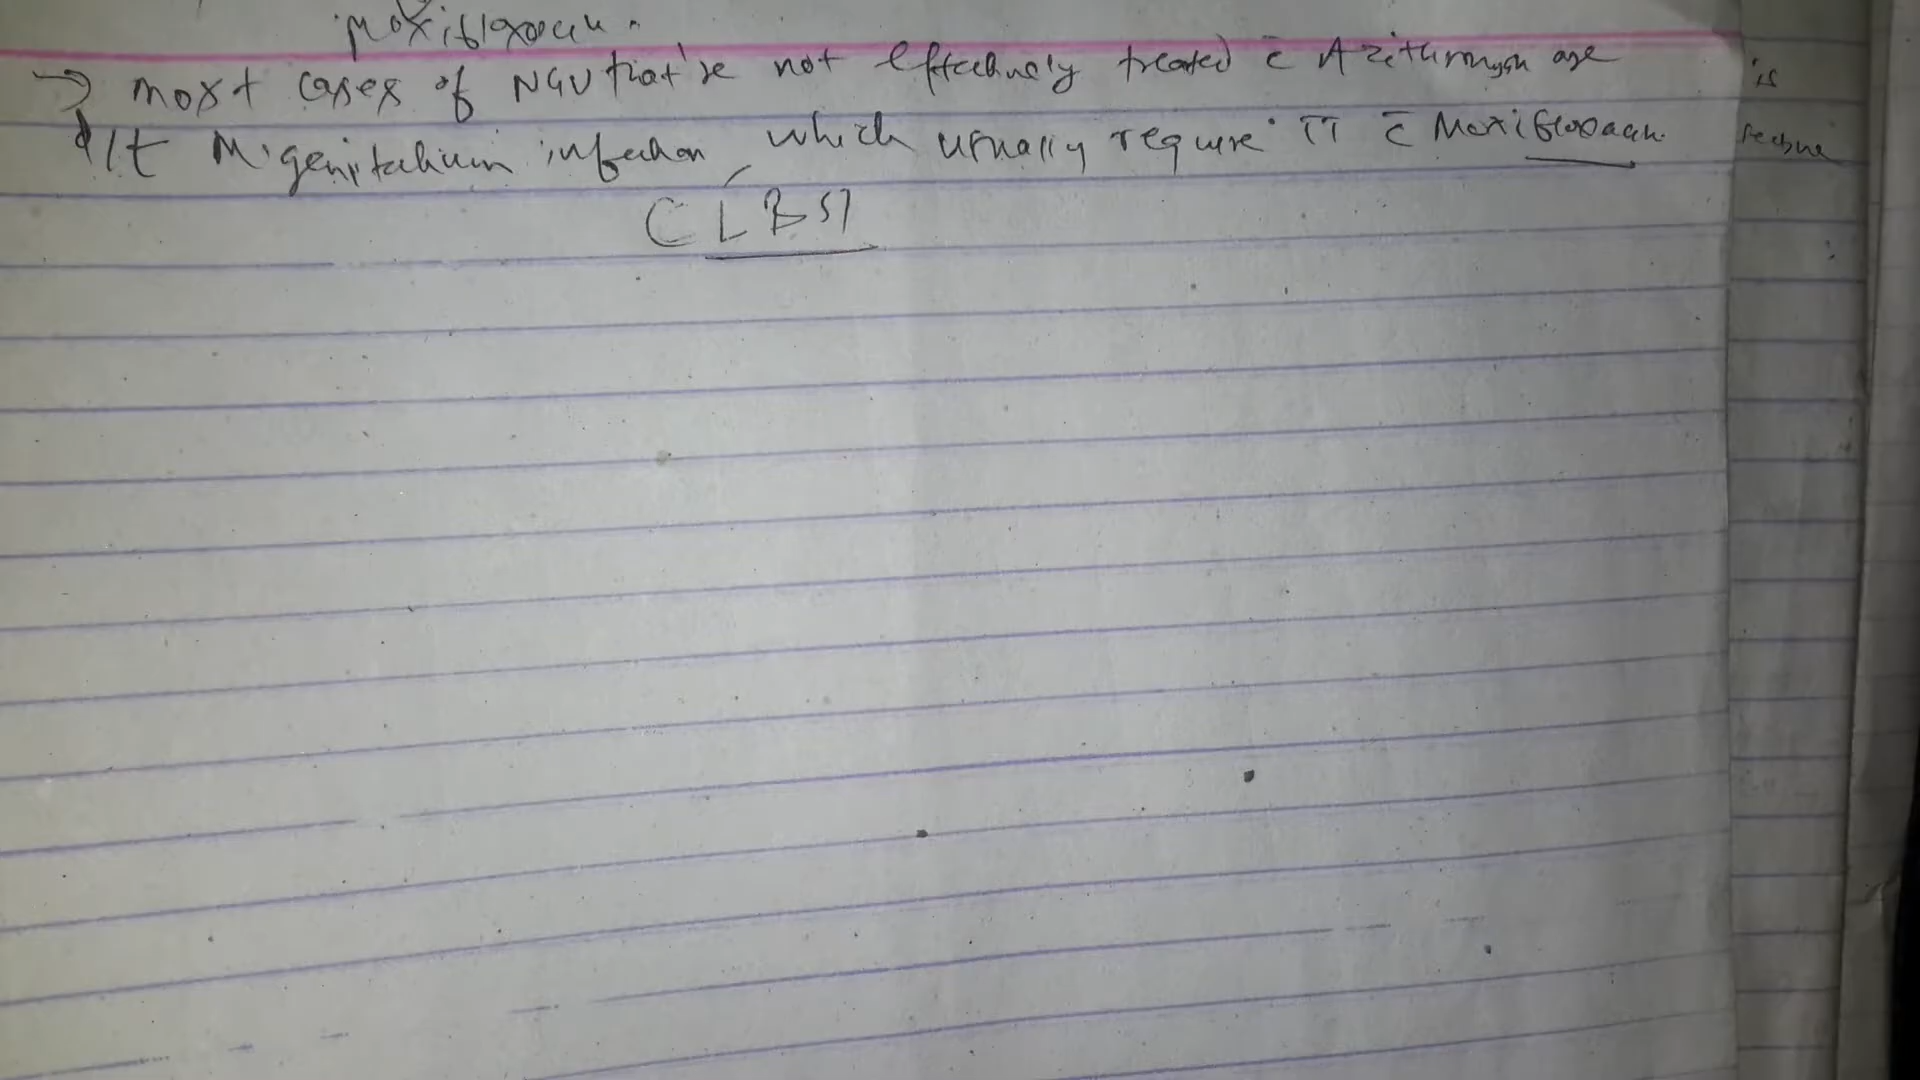 Moxifloxacin.
→ most cases of NGU that're not effectively treated c̄ Azithromycin are
d/t M. genitalium infection, which usually require TT c̄ Moxifloxacin.
CLBSI
is